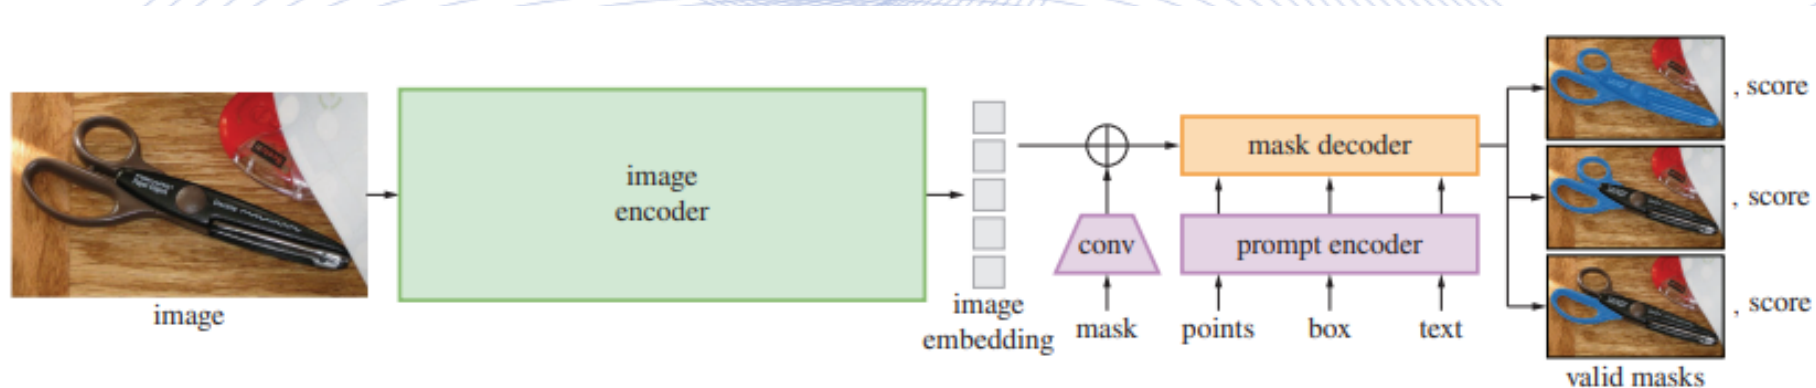 image
image
encoder
image
embedding
conv
mask
mask decoder
prompt encoder
points
box
text
, score
, score
, score
valid masks